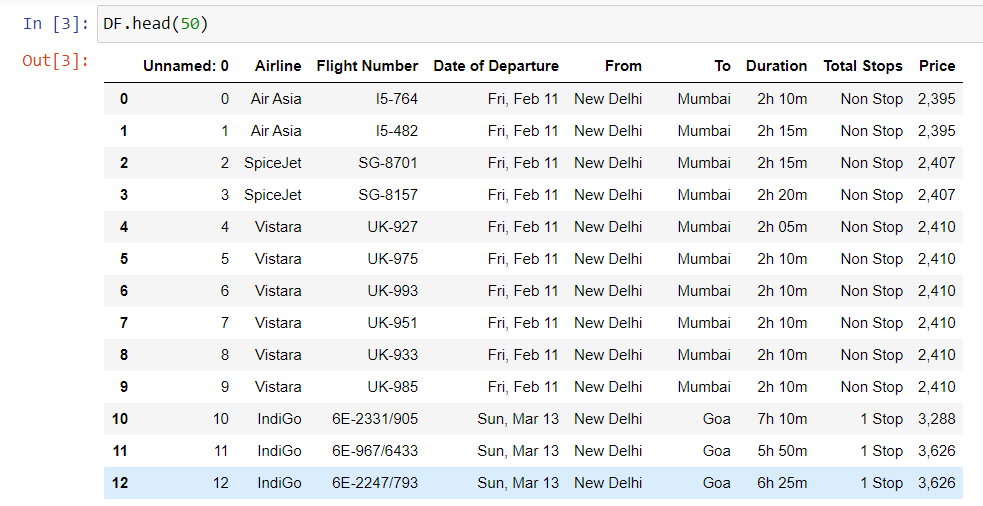 In [3]: DF.head(50)
Out[3]:
Unnamed: 0 Airline Flight Number Date of Departure From To Duration Total Stops Price
0 0 Air Asia I5-764 Fri, Feb 11 New Delhi Mumbai 2h 10m Non Stop 2,395
1 1 Air Asia I5-482 Fri, Feb 11 New Delhi Mumbai 2h 15m Non Stop 2,395
2 2 SpiceJet SG-8701 Fri, Feb 11 New Delhi Mumbai 2h 15m Non Stop 2,407
3 3 SpiceJet SG-8157 Fri, Feb 11 New Delhi Mumbai 2h 20m Non Stop 2,407
4 4 Vistara UK-927 Fri, Feb 11 New Delhi Mumbai 2h 05m Non Stop 2,410
5 5 Vistara UK-975 Fri, Feb 11 New Delhi Mumbai 2h 10m Non Stop 2,410
6 6 Vistara UK-993 Fri, Feb 11 New Delhi Mumbai 2h 10m Non Stop 2,410
7 7 Vistara UK-951 Fri, Feb 11 New Delhi Mumbai 2h 10m Non Stop 2,410
8 8 Vistara UK-933 Fri, Feb 11 New Delhi Mumbai 2h 10m Non Stop 2,410
9 9 Vistara UK-985 Fri, Feb 11 New Delhi Mumbai 2h 10m Non Stop 2,410
10 10 IndiGo 6E-2331/905 Sun, Mar 13 New Delhi Goa 7h 10m 1 Stop 3,288
11 11 IndiGo 6E-967/6433 Sun, Mar 13 New Delhi Goa 5h 50m 1 Stop 3,626
12 12 IndiGo 6E-2247/793 Sun, Mar 13 New Delhi Goa 6h 25m 1 Stop 3,626